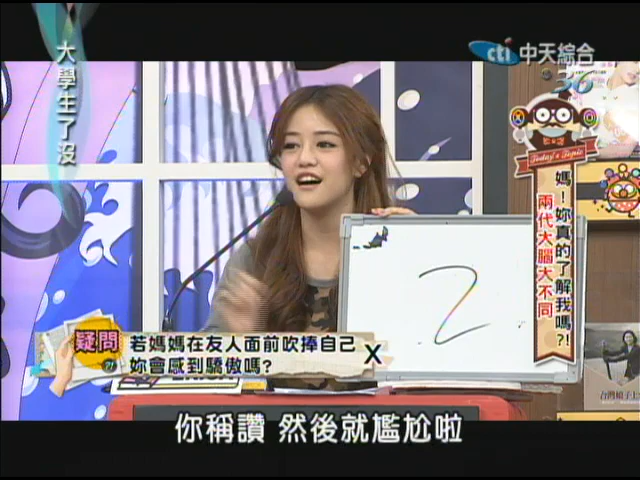 大學生了沒
cti 中天綜合
36
Today's Topic
媽！妳真的了解我嗎?!
兩代大腦大不同
2
疑問
若媽媽在友人面前吹捧自己
妳會感到驕傲嗎?
X
你稱讚 然後就尷尬啦